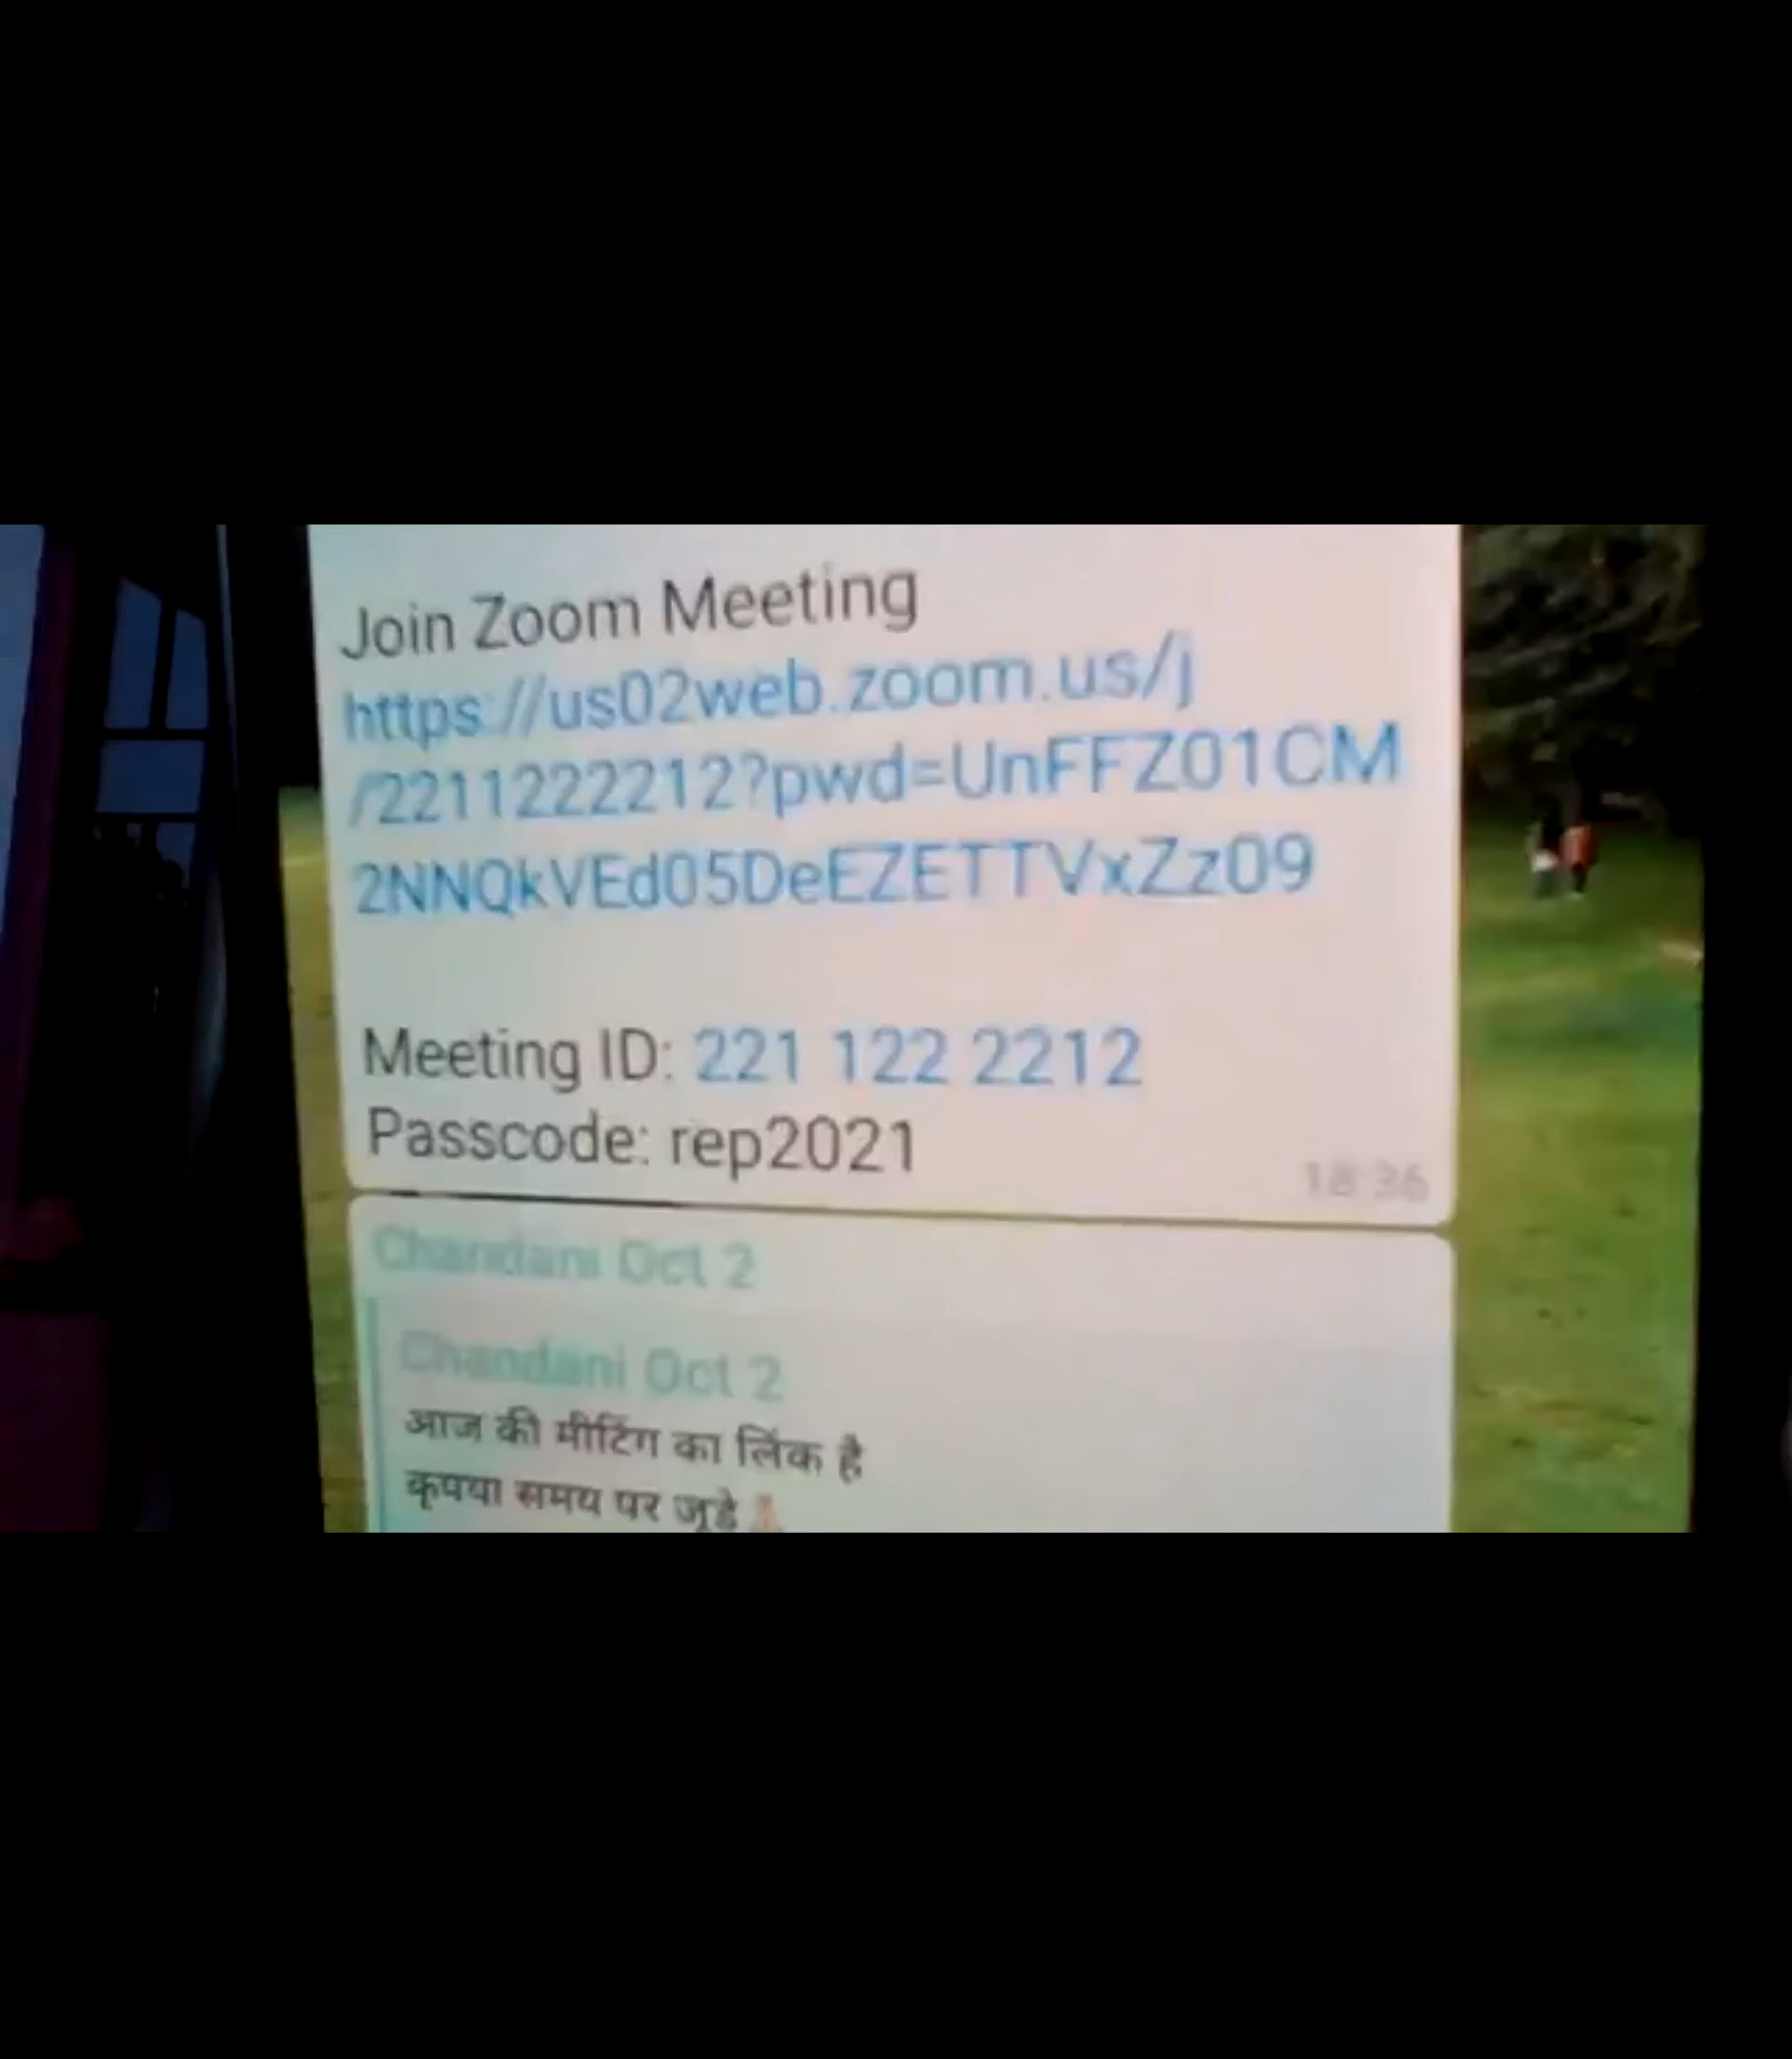 Join Zoom Meeting
https://us02web.zoom.us/j
/2211222212?pwd=UnFFZ01CM
2NNQkVEd05DeEZETTVxZz09
Meeting ID: 221 122 2212
Passcode: rep2021
18:36
Chandani Oct 2
Chandani Oct 2
आज की मीटिंग का लिंक है
कृपया समय पर जुड़े🙏